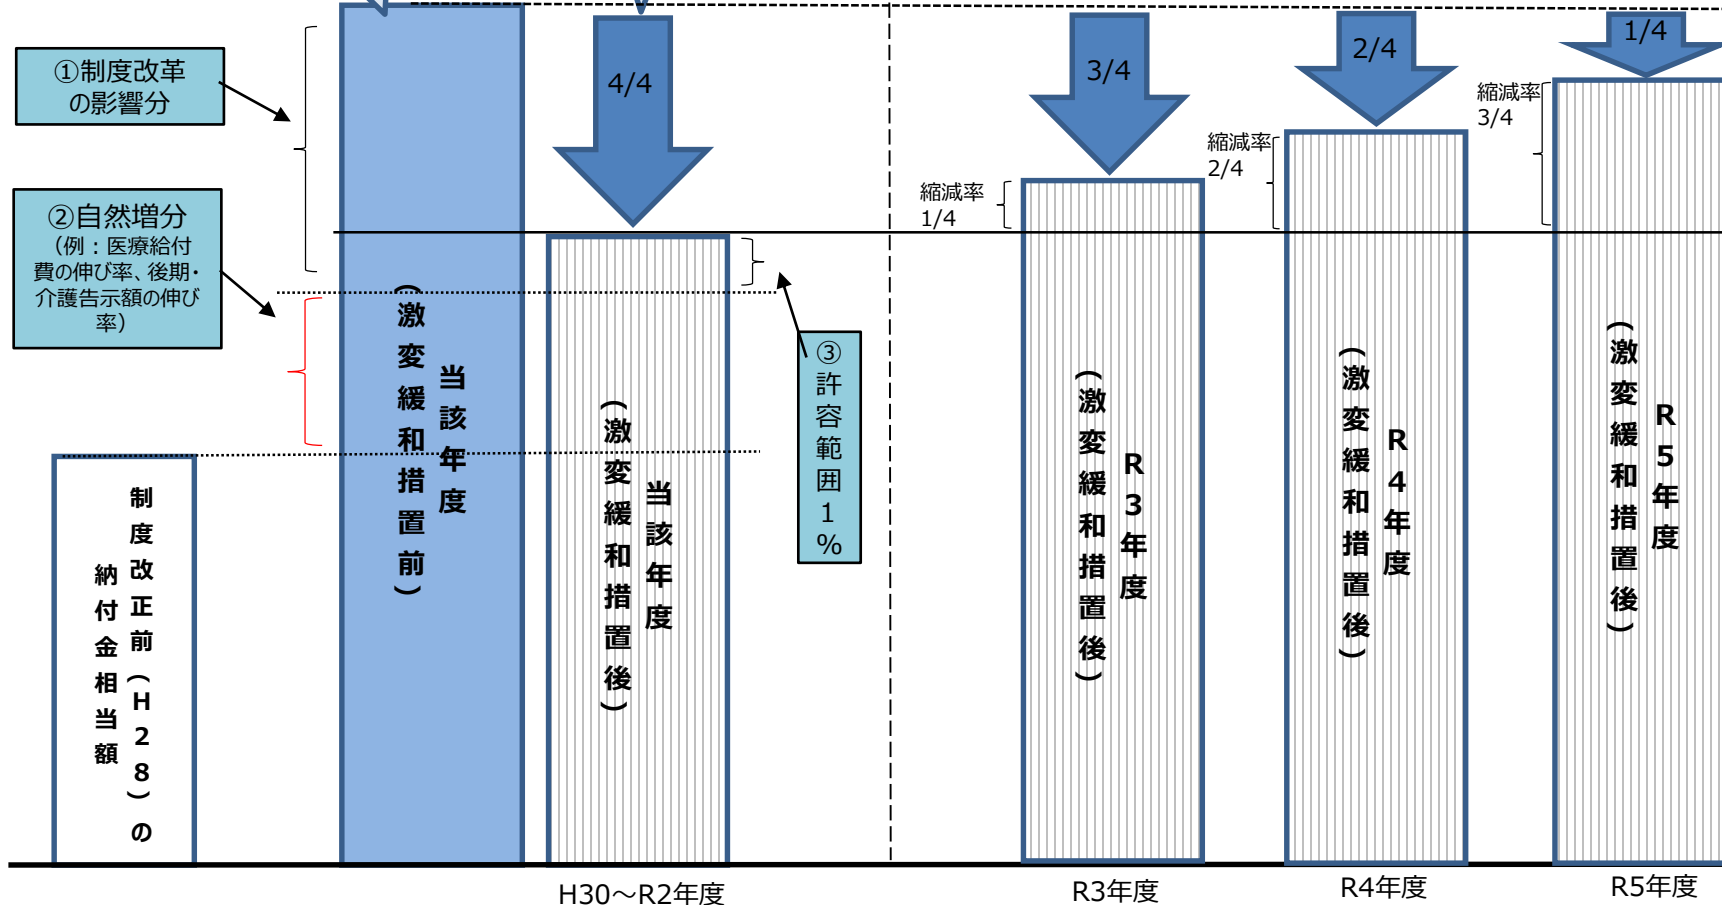 ①制度改革
の影響分
②自然増分
（例：医療給付
費の伸び率、後期・
介護告示額の伸び
率）
制度改正前（H28）の
納付金相当額
当該年度
（激変緩和措置前）
4/4
当該年度
（激変緩和措置後）
③許容範囲1%
H30～R2年度
3/4
縮減率
1/4
R3年度
（激変緩和措置後）
R3年度
2/4
縮減率
2/4
R4年度
（激変緩和措置後）
R4年度
1/4
縮減率
3/4
R5年度
（激変緩和措置後）
R5年度